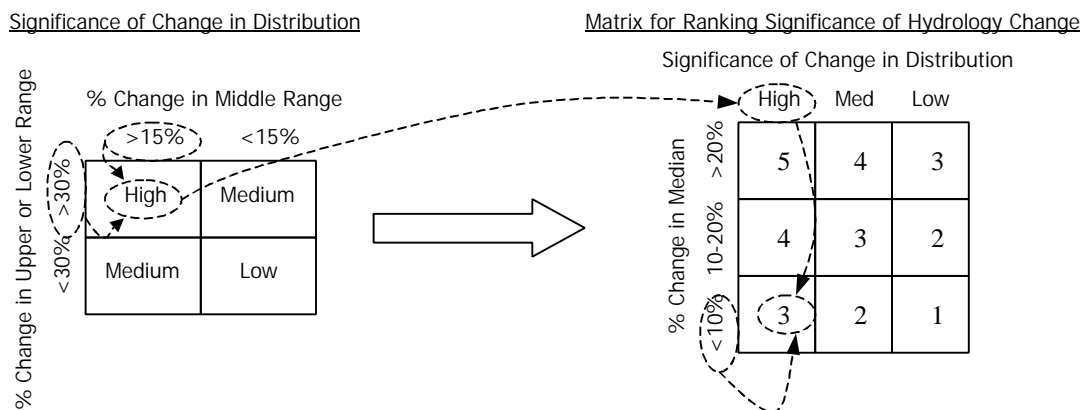 Significance of Change in Distribution
% Change in Upper or Lower Range
% Change in Middle Range
>15% <15%
>30% High Medium
<30% Medium Low
Matrix for Ranking Significance of Hydrology Change
Significance of Change in Distribution
High Med Low
% Change in Median
>20% 5 4 3
10-20% 4 3 2
<10% 3 2 1